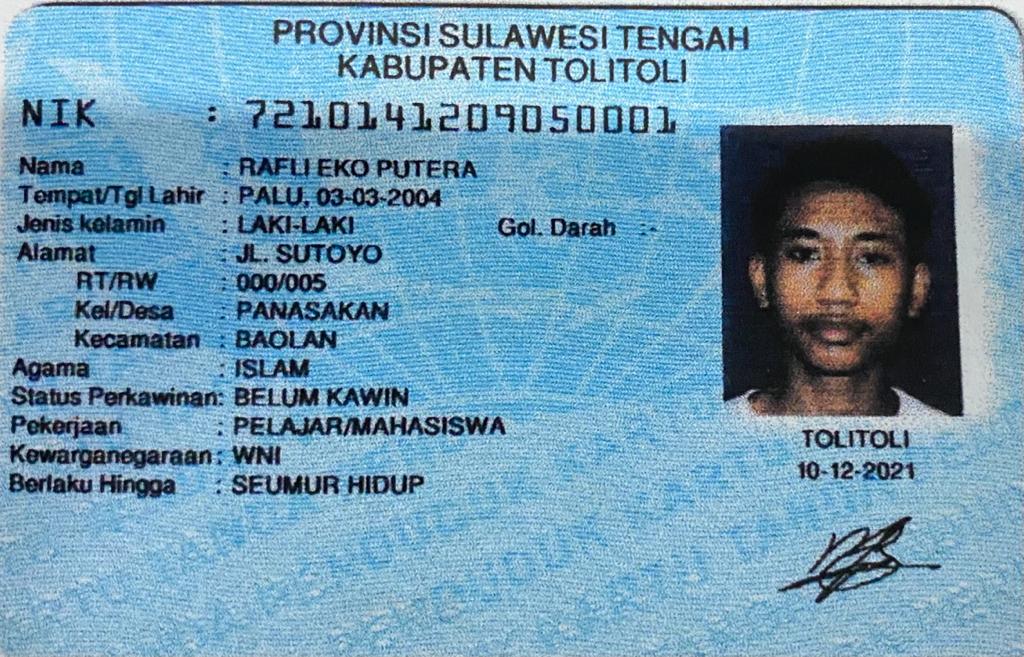 PROVINSI SULAWESI TENGAH
KABUPATEN TOLITOLI
NIK : 7210141209050001
Nama : RAFLI EKO PUTERA
Tempat/Tgl Lahir : PALU, 03-03-2004
Jenis kelamin : LAKI-LAKI Gol. Darah :-
Alamat : JL. SUTOYO
RT/RW : 000/005
Kel/Desa : PANASAKAN
Kecamatan : BAOLAN
Agama : ISLAM
Status Perkawinan: BELUM KAWIN
Pekerjaan : PELAJAR/MAHASISWA
Kewarganegaraan : WNI
Berlaku Hingga : SEUMUR HIDUP
TOLITOLI
10-12-2021